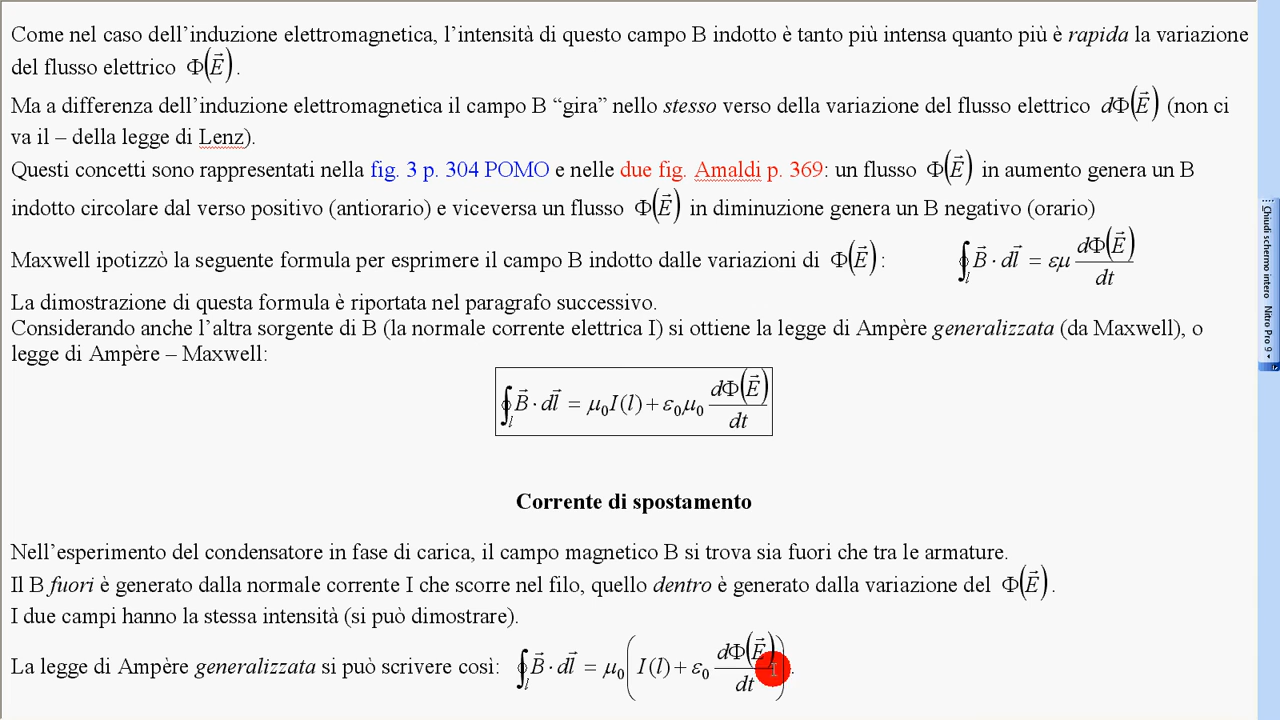 Come nel caso dell’induzione elettromagnetica, l’intensità di questo campo B indotto è tanto più intensa quanto più è rapida la variazione
del flusso elettrico Φ(E⃗).
Ma a differenza dell’induzione elettromagnetica il campo B “gira” nello stesso verso della variazione del flusso elettrico dΦ(E⃗) (non ci
va il – della legge di Lenz).
Questi concetti sono rappresentati nella fig. 3 p. 304 POMO e nelle due fig. Amaldi p. 369: un flusso Φ(E⃗) in aumento genera un B
indotto circolare dal verso positivo (antiorario) e viceversa un flusso Φ(E⃗) in diminuzione genera un B negativo (orario)
Maxwell ipotizzò la seguente formula per esprimere il campo B indotto dalle variazioni di Φ(E⃗): ∮_l B⃗ · dl⃗ = εμ dΦ(E⃗)/dt
La dimostrazione di questa formula è riportata nel paragrafo successivo.
Considerando anche l’altra sorgente di B (la normale corrente elettrica I) si ottiene la legge di Ampère generalizzata (da Maxwell), o
legge di Ampère – Maxwell:
∮_l B⃗ · dl⃗ = μ₀I(l) + ε₀μ₀ dΦ(E⃗)/dt
Corrente di spostamento
Nell’esperimento del condensatore in fase di carica, il campo magnetico B si trova sia fuori che tra le armature.
Il B fuori è generato dalla normale corrente I che scorre nel filo, quello dentro è generato dalla variazione del Φ(E⃗).
I due campi hanno la stessa intensità (si può dimostrare).
La legge di Ampère generalizzata si può scrivere così: ∮_l B⃗ · dl⃗ = μ₀(I(l) + ε₀ dΦ(E⃗)/dt).
Chiudi schermo intero Nitro Pro 9